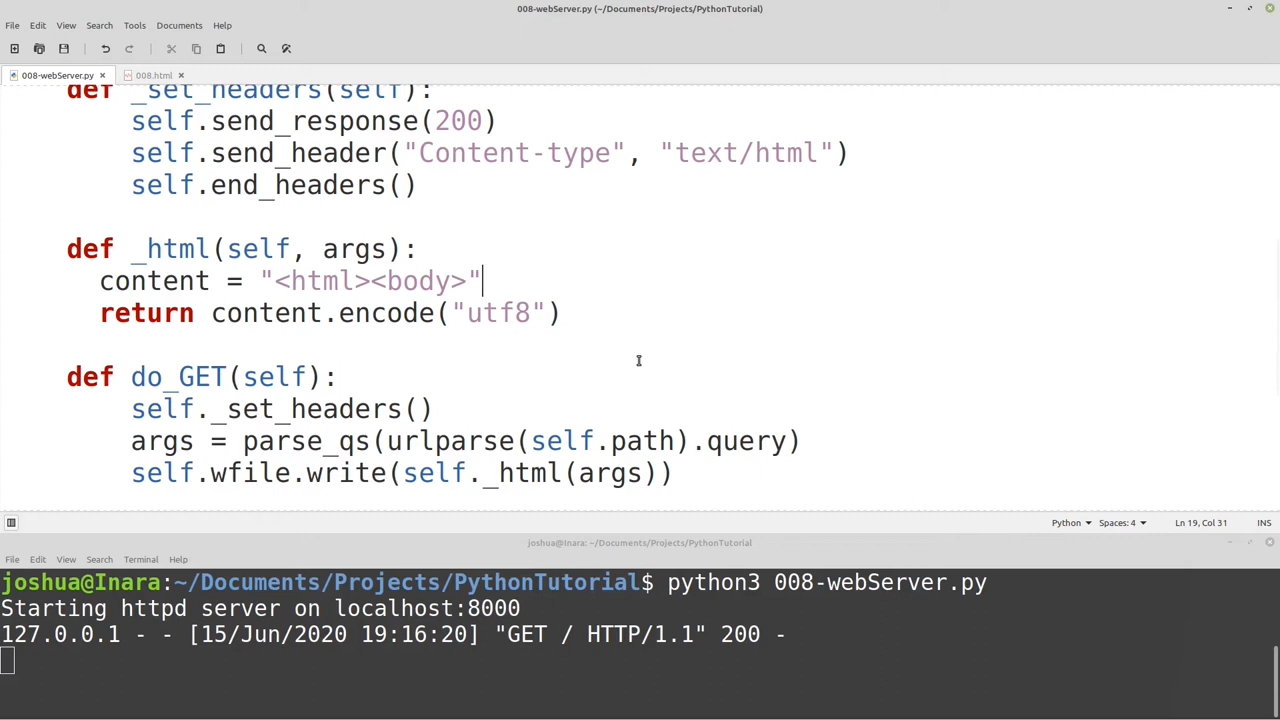 008-webServer.py (~/Documents/Projects/PythonTutorial)
File Edit View Search Tools Documents Help
008-webServer.py × 008.html ×
def _set_headers(self):
self.send_response(200)
self.send_header("Content-type", "text/html")
self.end_headers()
def _html(self, args):
content = "<html><body>"
return content.encode("utf8")
def do_GET(self):
self._set_headers()
args = parse_qs(urlparse(self.path).query)
self.wfile.write(self._html(args))
Python Spaces: 4 Ln 19, Col 31 INS
joshua@Inara: ~/Documents/Projects/PythonTutorial
File Edit View Search Terminal Help
joshua@Inara:~/Documents/Projects/PythonTutorial$ python3 008-webServer.py
Starting httpd server on localhost:8000
127.0.0.1 - - [15/Jun/2020 19:16:20] "GET / HTTP/1.1" 200 -